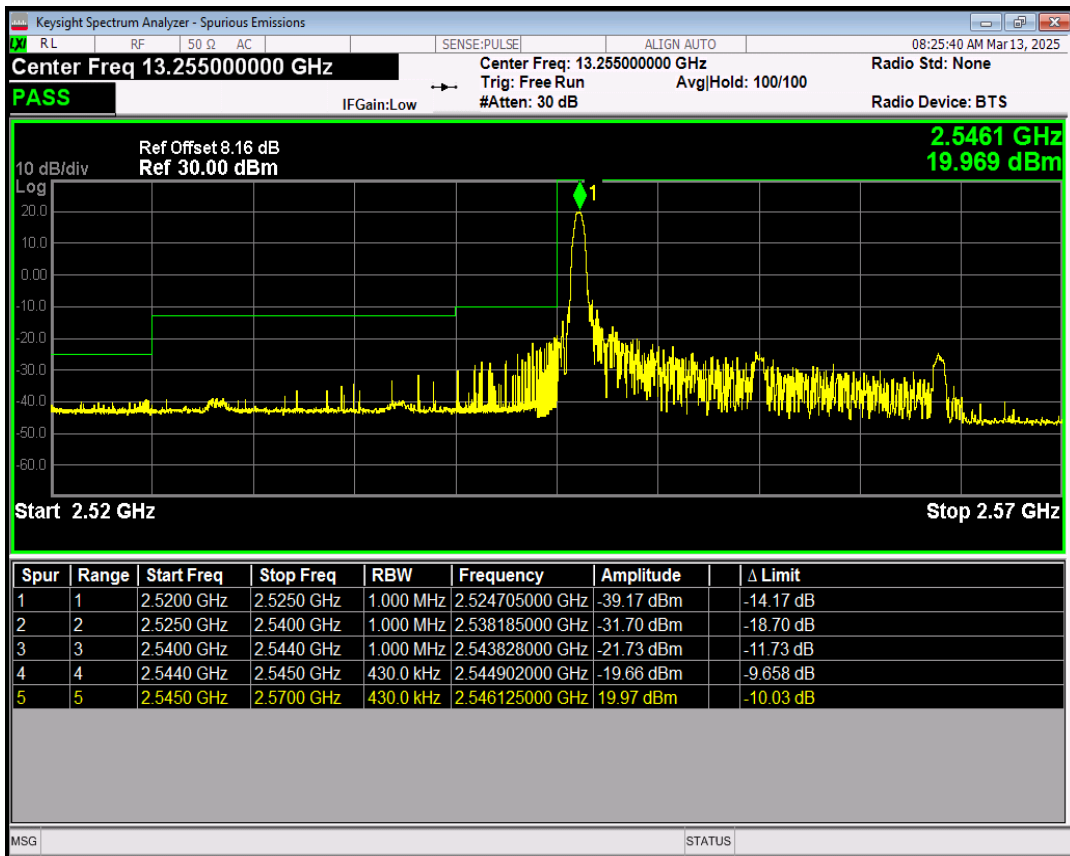 Keysight Spectrum Analyzer - Spurious Emissions
LXI RL RF 50 Ω AC SENSE:PULSE ALIGN AUTO 08:25:40 AM Mar 13, 2025
Center Freq 13.255000000 GHz Center Freq: 13.255000000 GHz Radio Std: None
Trig: Free Run Avg|Hold: 100/100
PASS IFGain:Low #Atten: 30 dB Radio Device: BTS
2.5461 GHz
Ref Offset 8.16 dB
10 dB/div Ref 30.00 dBm 19.969 dBm
Log
1
20.0
10.0
0.00
-10.0
-20.0
-30.0
-40.0
-50.0
-60.0
Start 2.52 GHz Stop 2.57 GHz
Spur Range Start Freq Stop Freq RBW Frequency Amplitude Δ Limit
1 1 2.5200 GHz 2.5250 GHz 1.000 MHz 2.524705000 GHz -39.17 dBm -14.17 dB
2 2 2.5250 GHz 2.5400 GHz 1.000 MHz 2.538185000 GHz -31.70 dBm -18.70 dB
3 3 2.5400 GHz 2.5440 GHz 1.000 MHz 2.543828000 GHz -21.73 dBm -11.73 dB
4 4 2.5440 GHz 2.5450 GHz 430.0 kHz 2.544902000 GHz -19.66 dBm -9.658 dB
5 5 2.5450 GHz 2.5700 GHz 430.0 kHz 2.546125000 GHz 19.97 dBm -10.03 dB
MSG STATUS